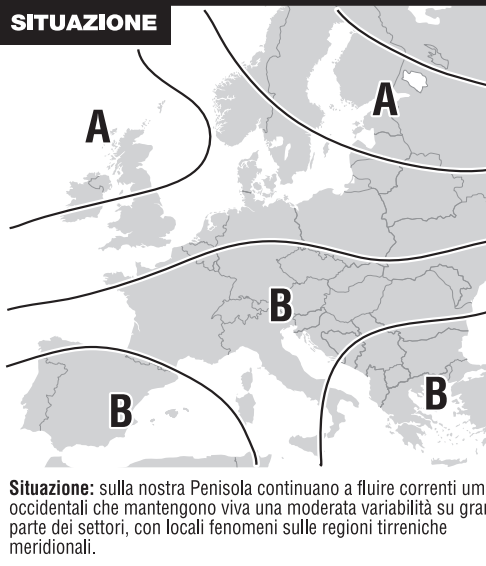 SITUAZIONE
A
A
B
B
B
Situazione: sulla nostra Penisola continuano a fluire correnti um
occidentali che mantengono viva una moderata variabilità su gran
parte dei settori, con locali fenomeni sulle regioni tirreniche
meridionali.